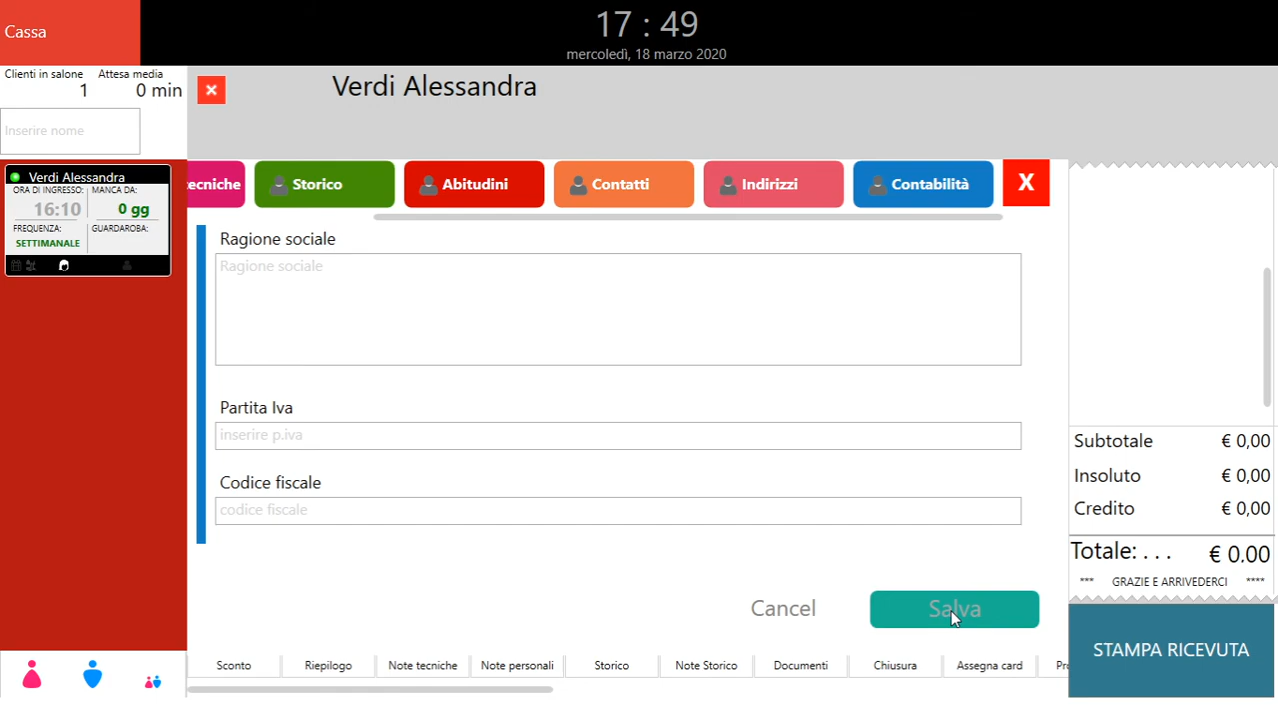 Cassa
17 : 49
mercoledì, 18 marzo 2020
Clienti in salone Attesa media
1 0 min
Inserire nome
Verdi Alessandra
ORA DI INGRESSO: MANCA DA:
16:10 0 gg
FREQUENZA: GUARDAROBA:
SETTIMANALE
x
Verdi Alessandra
ecniche Storico Abitudini Contatti Indirizzi Contabilità X
Ragione sociale
Ragione sociale
Partita Iva
inserire p.iva
Codice fiscale
codice fiscale
Cancel Salva
Sconto Riepilogo Note tecniche Note personali Storico Note Storico Documenti Chiusura Assegna card
Subtotale € 0,00
Insoluto € 0,00
Credito € 0,00
Totale: . . . € 0.00
*** GRAZIE E ARRIVEDERCI ****
STAMPA RICEVUTA